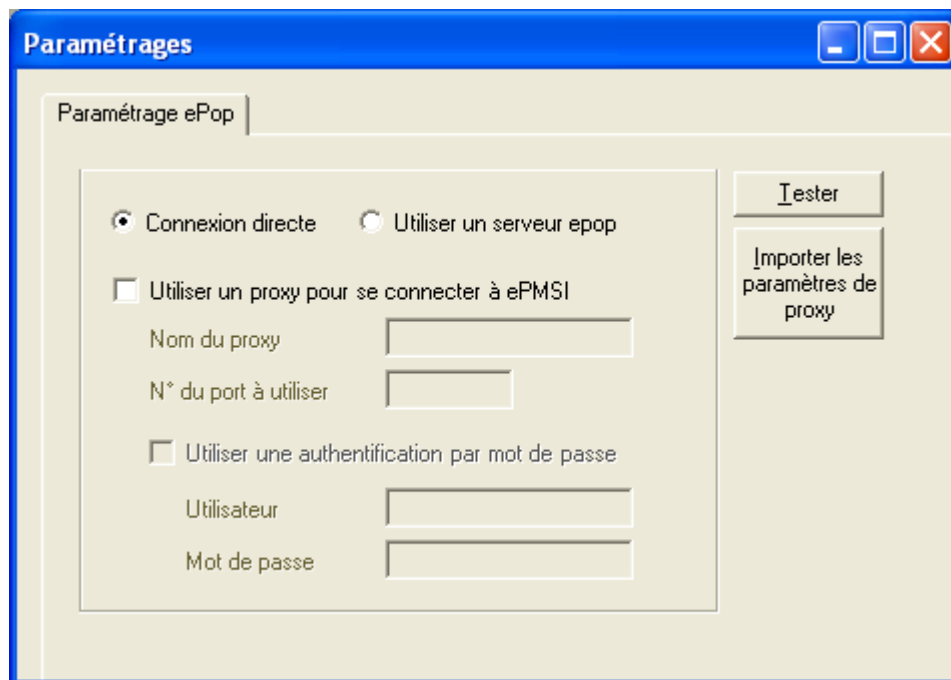 Paramétrages
Paramétrage ePop
Connexion directe
Utiliser un serveur epop
Tester
Importer les
paramètres de
proxy
Utiliser un proxy pour se connecter à ePMSI
Nom du proxy
N° du port à utiliser
Utiliser une authentification par mot de passe
Utilisateur
Mot de passe